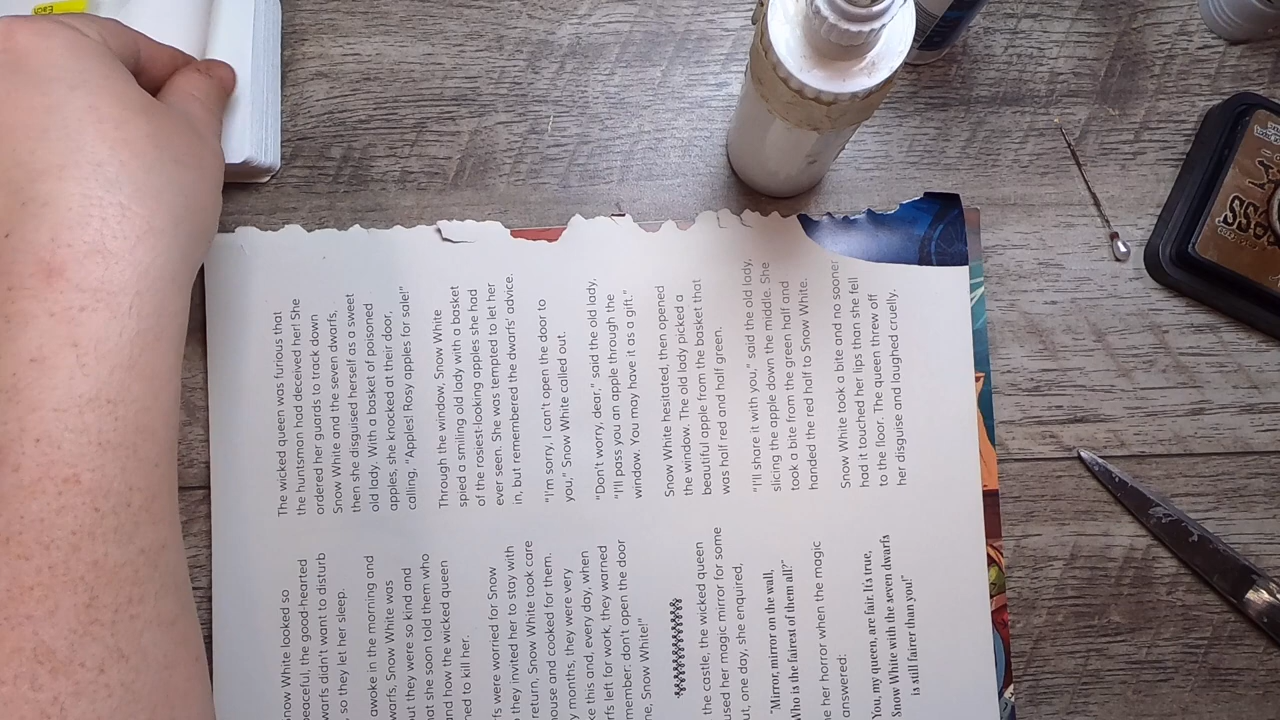 Snow White looked so
peaceful, the good-hearted
dwarfs didn't want to disturb
, so they let her sleep.
awoke in the morning and
warfs, Snow White was
but they were so kind and
that she soon told them who
and how the wicked queen
ned to kill her.
rfs were worried for Snow
they invited her to stay with
return, Snow White took care
house and cooked for them.
y months, they were very
ke this and, every day, when
rfs left for work, they warned
member: don't open the door
ne, Snow White!"
the castle, the wicked queen
used her magic mirror for some
ut, one day, she enquired,
"Mirror, mirror on the wall,
Who is the fairest of them all?"
e her horror when the magic
answered:
You, my queen, are fair. It's true,
Snow White with the seven dwarfs
is still fairer than you!"
The wicked queen was furious that
the huntsman had deceived her! She
ordered her guards to track down
Snow White and the seven dwarfs,
then she disguised herself as a sweet
old lady. With a basket of poisoned
apples, she knocked at their door,
calling, "Apples! Rosy apples for sale!"
Through the window, Snow White
spied a smiling old lady with a basket
of the rosiest-looking apples she had
ever seen. She was tempted to let her
in, but remembered the dwarfs' advice.
"I'm sorry, I can't open the door to
you," Snow White called out.
"Don't worry, dear," said the old lady,
"I'll pass you an apple through the
window. You may have it as a gift."
Snow White hesitated, then opened
the window. The old lady picked a
beautiful apple from the basket that
was half red and half green.
"I'll share it with you," said the old lady,
slicing the apple down the middle. She
took a bite from the green half and
handed the red half to Snow White.
Snow White took a bite and no sooner
had it touched her lips than she fell
to the floor. The queen threw off
her disguise and laughed cruelly.
Each